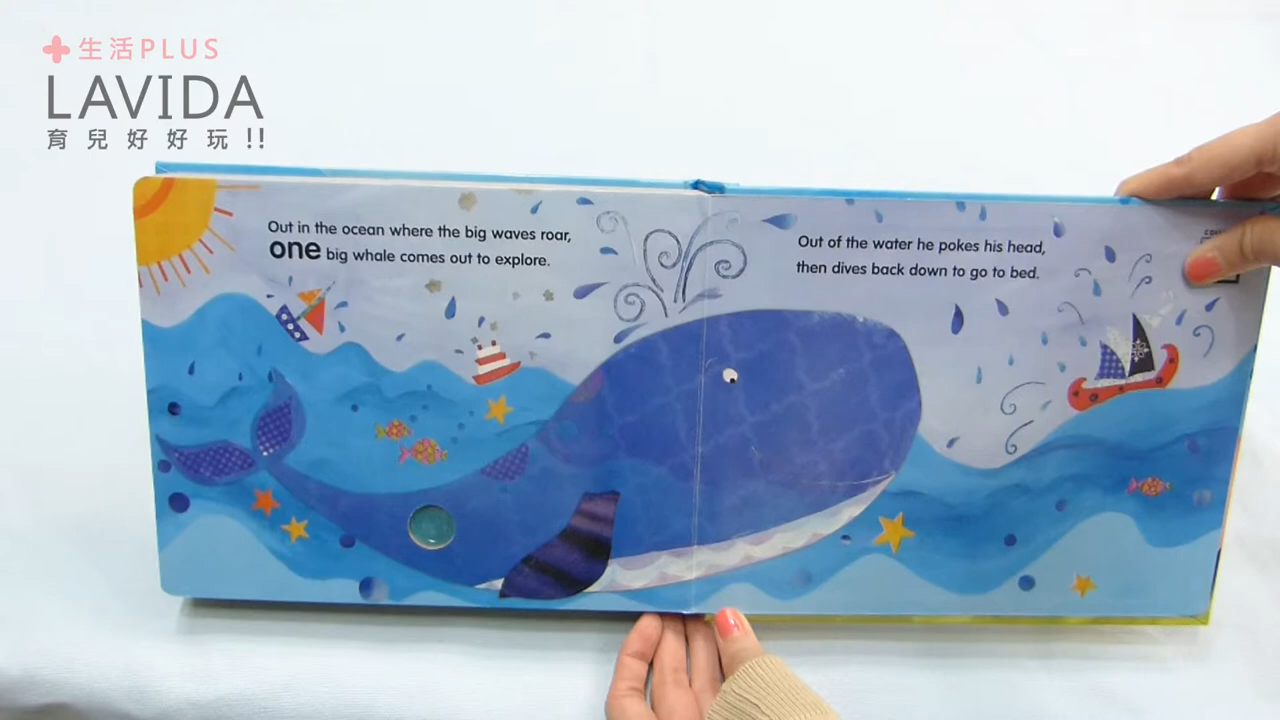 生活PLUS
LAVIDA
育兒好好玩!!
Out in the ocean where the big waves roar,
one big whale comes out to explore.
Out of the water he pokes his head,
then dives back down to go to bed.